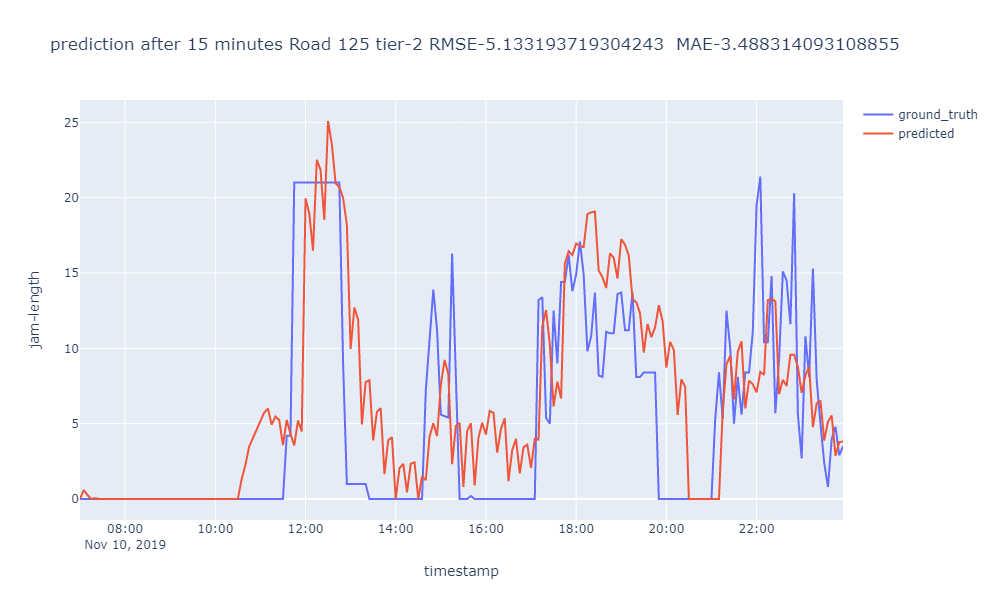 prediction after 15 minutes Road 125 tier-2 RMSE-5.133193719304243  MAE-3.488314093108855
ground_truth
predicted
25
20
15
10
5
0
jam-length
08:00 10:00 12:00 14:00 16:00 18:00 20:00 22:00
Nov 10, 2019
timestamp